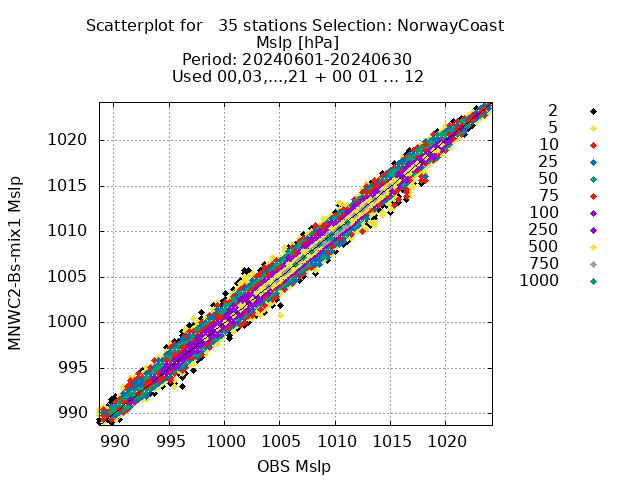 Scatterplot for   35 stations Selection: NorwayCoast
Mslp [hPa]
Period: 20240601-20240630
Used 00,03,...,21 + 00 01 ... 12
2
5
10
25
50
75
100
250
500
750
1000
1020
1015
1010
1005
1000
995
990
MNWC2-Bs-mix1 Mslp
990 995 1000 1005 1010 1015 1020
OBS Mslp